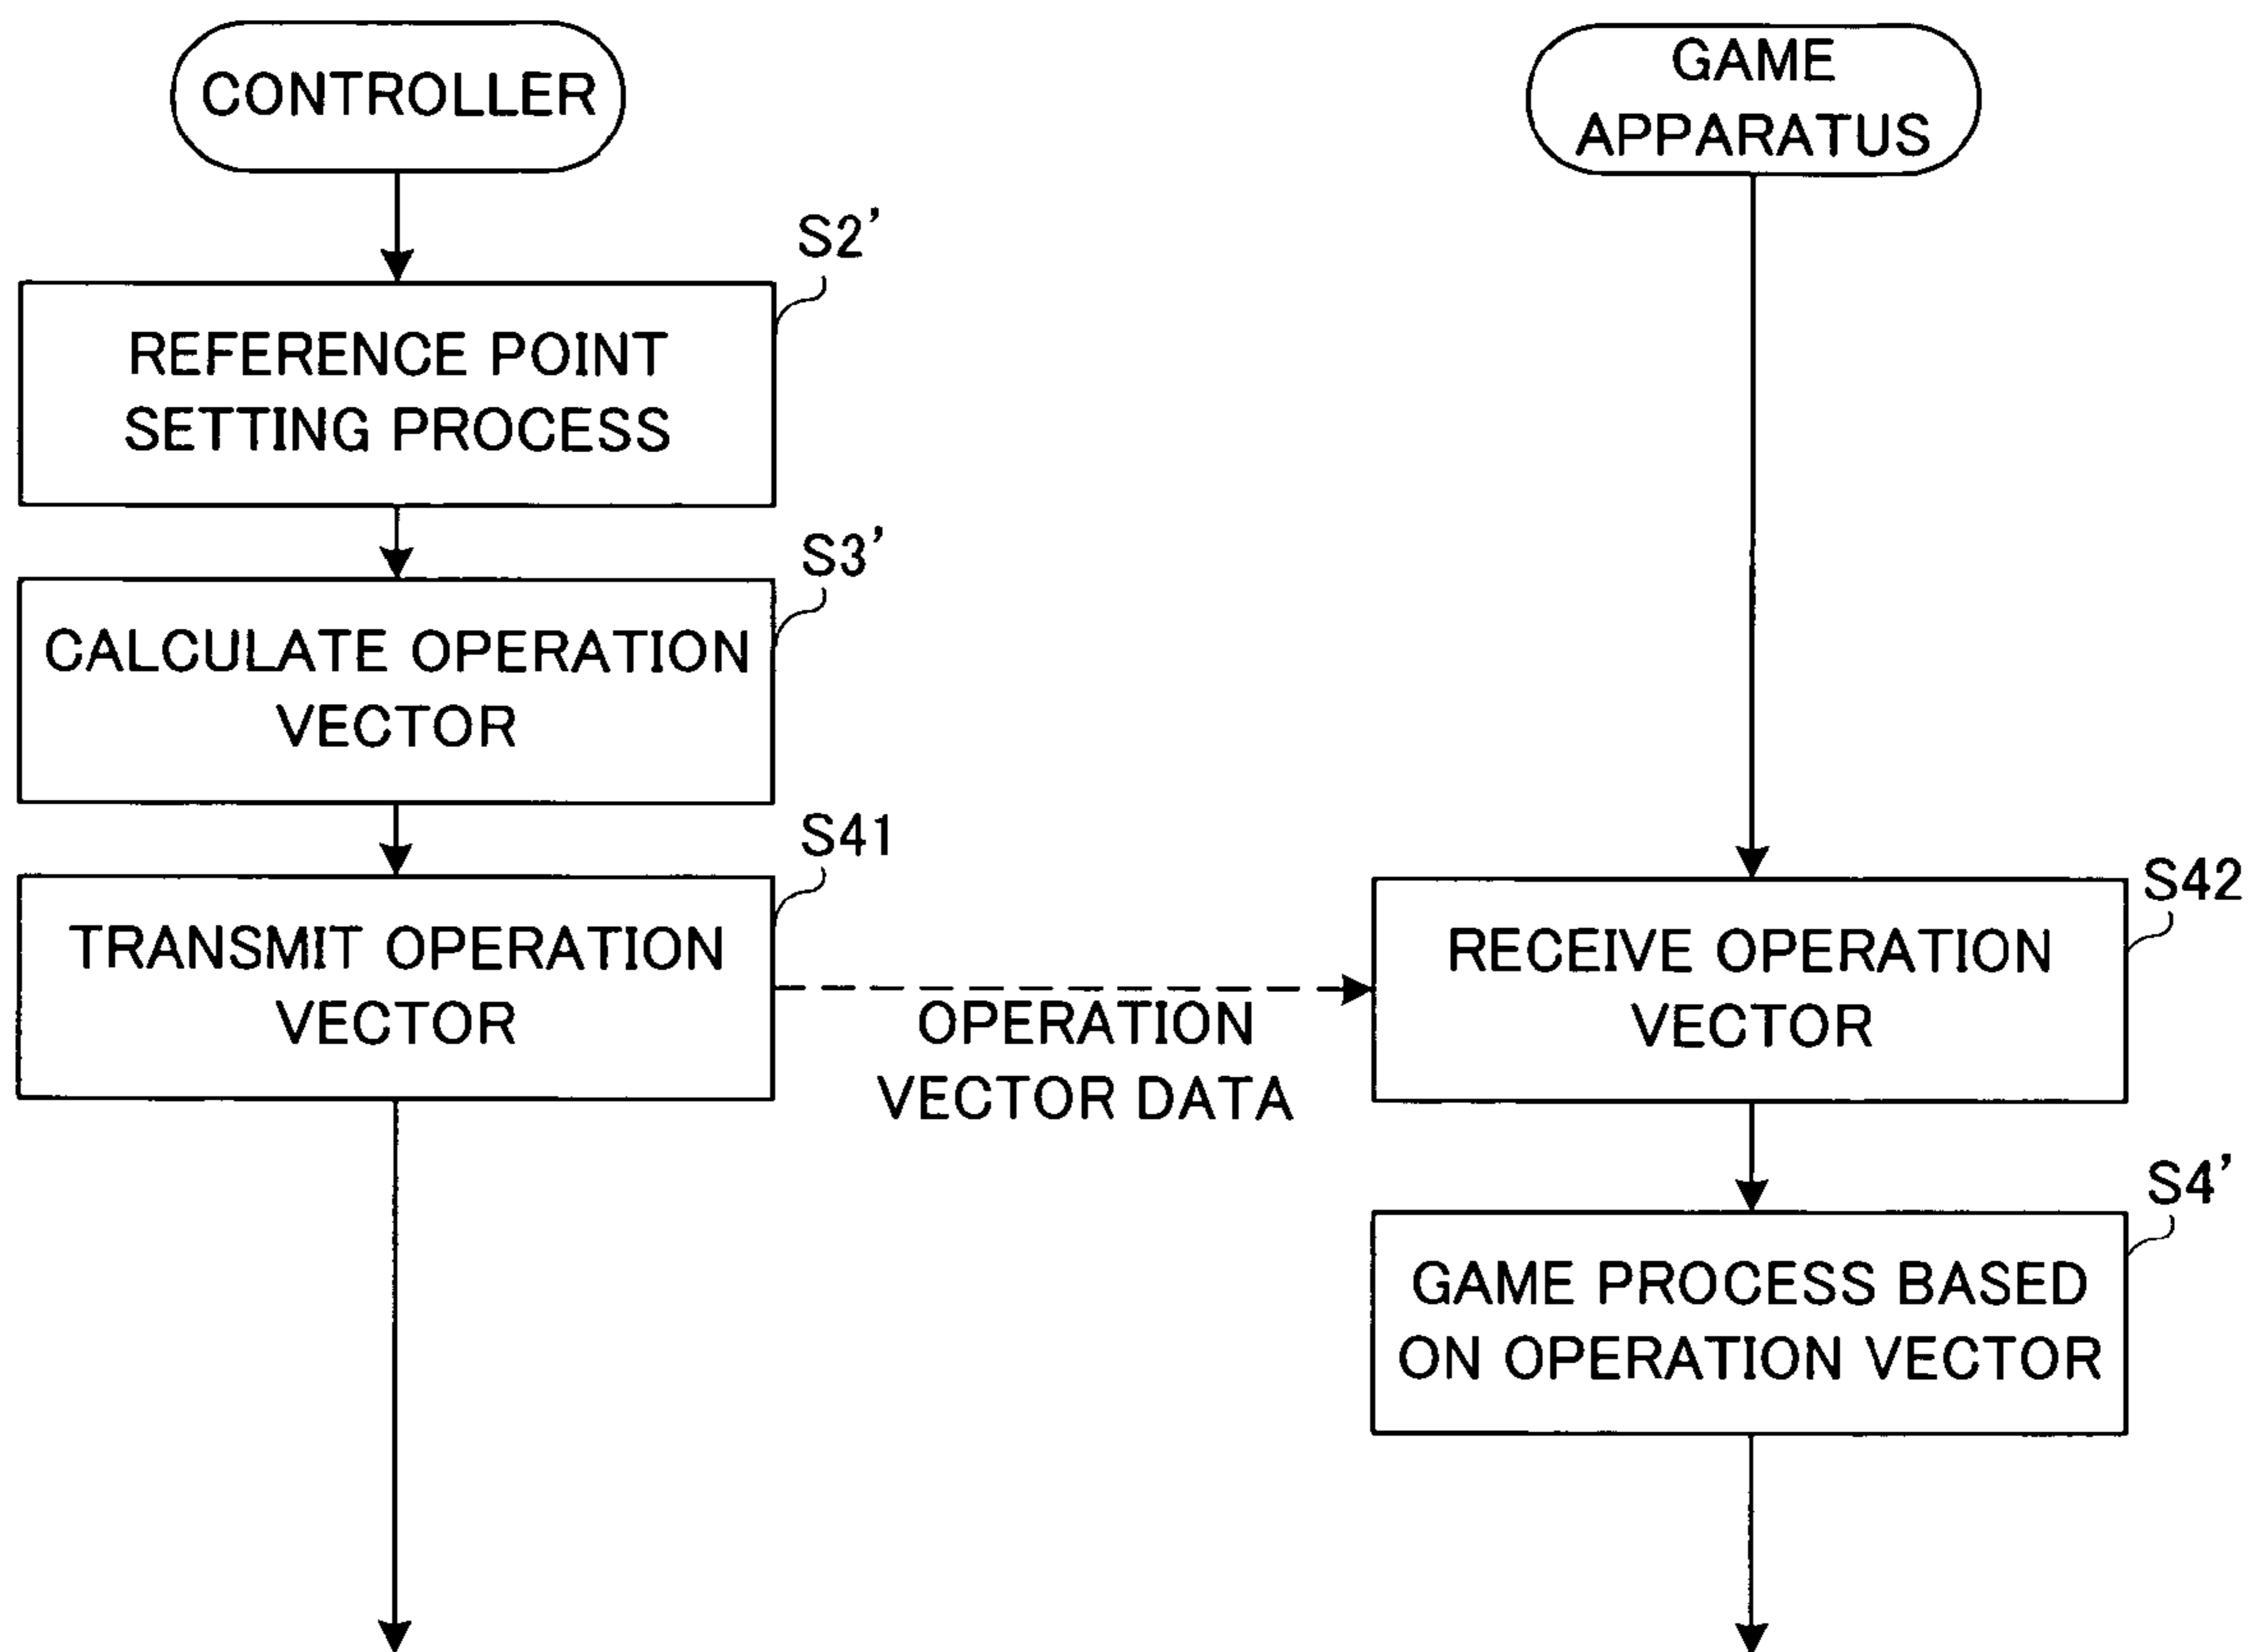 CONTROLLER
S2'
REFERENCE POINT
SETTING PROCESS
S3'
CALCULATE OPERATION
VECTOR
S41
TRANSMIT OPERATION
VECTOR
OPERATION
VECTOR DATA
GAME
APPARATUS
S42
RECEIVE OPERATION
VECTOR
S4'
GAME PROCESS BASED
ON OPERATION VECTOR